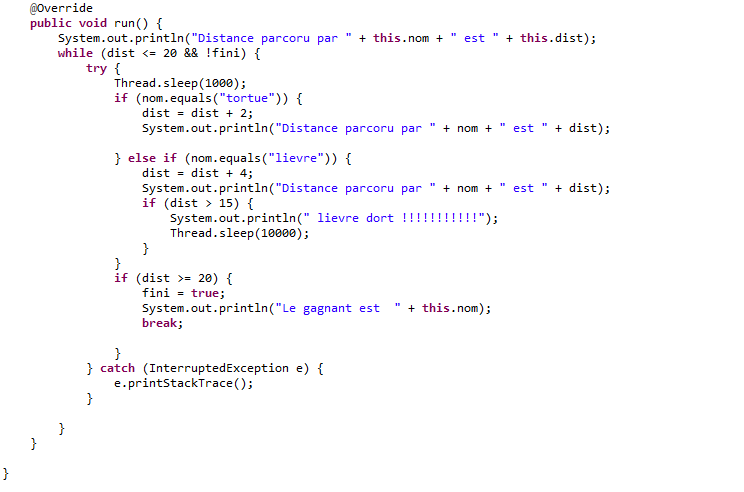 @Override
public void run() {
System.out.println("Distance parcoru par " + this.nom + " est " + this.dist);
while (dist <= 20 && !fini) {
try {
Thread.sleep(1000);
if (nom.equals("tortue")) {
dist = dist + 2;
System.out.println("Distance parcoru par " + nom + " est " + dist);
} else if (nom.equals("lievre")) {
dist = dist + 4;
System.out.println("Distance parcoru par " + nom + " est " + dist);
if (dist > 15) {
System.out.println(" lievre dort !!!!!!!!!!!");
Thread.sleep(10000);
}
}
if (dist >= 20) {
fini = true;
System.out.println("Le gagnant est  " + this.nom);
break;
}
} catch (InterruptedException e) {
e.printStackTrace();
}
}
}
}